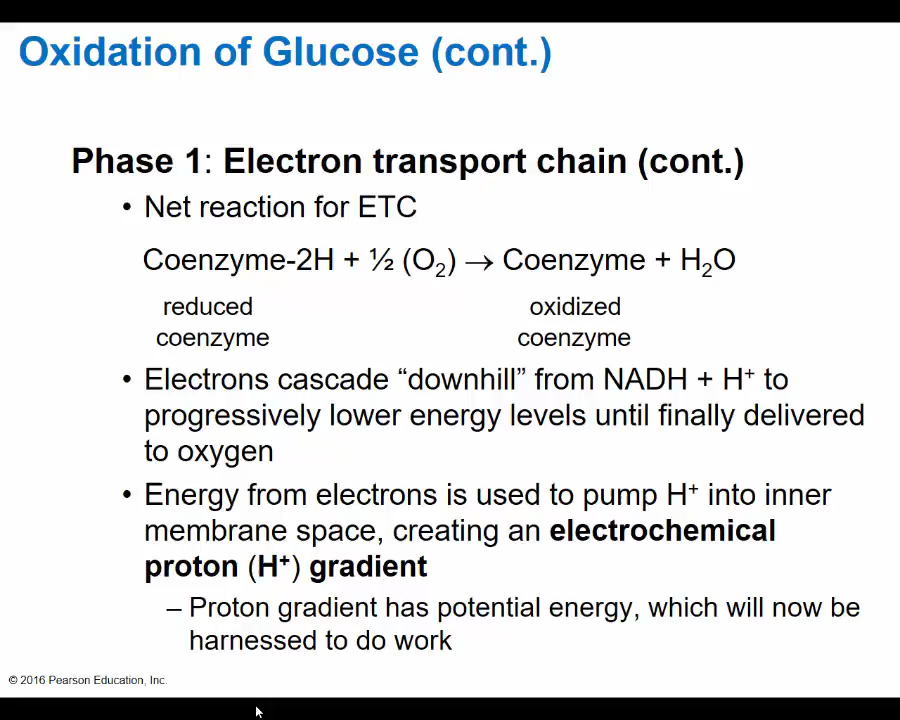 Oxidation of Glucose (cont.)
Phase 1: Electron transport chain (cont.)
• Net reaction for ETC
Coenzyme-2H + ½ (O₂) → Coenzyme + H₂O
reduced oxidized
coenzyme coenzyme
• Electrons cascade “downhill” from NADH + H⁺ to
progressively lower energy levels until finally delivered
to oxygen
• Energy from electrons is used to pump H⁺ into inner
membrane space, creating an electrochemical
proton (H⁺) gradient
– Proton gradient has potential energy, which will now be
harnessed to do work
© 2016 Pearson Education, Inc.